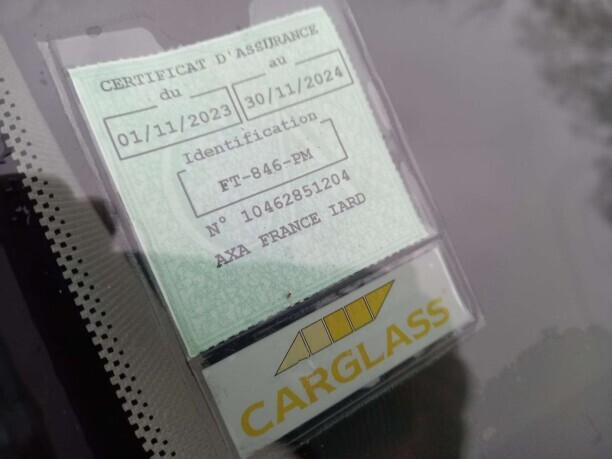 CERTIFICAT D'ASSURANCE
du au
01/11/2023 30/11/2024
Identification
FT-846-PM
N° 10462851204
AXA FRANCE IARD
CARGLASS